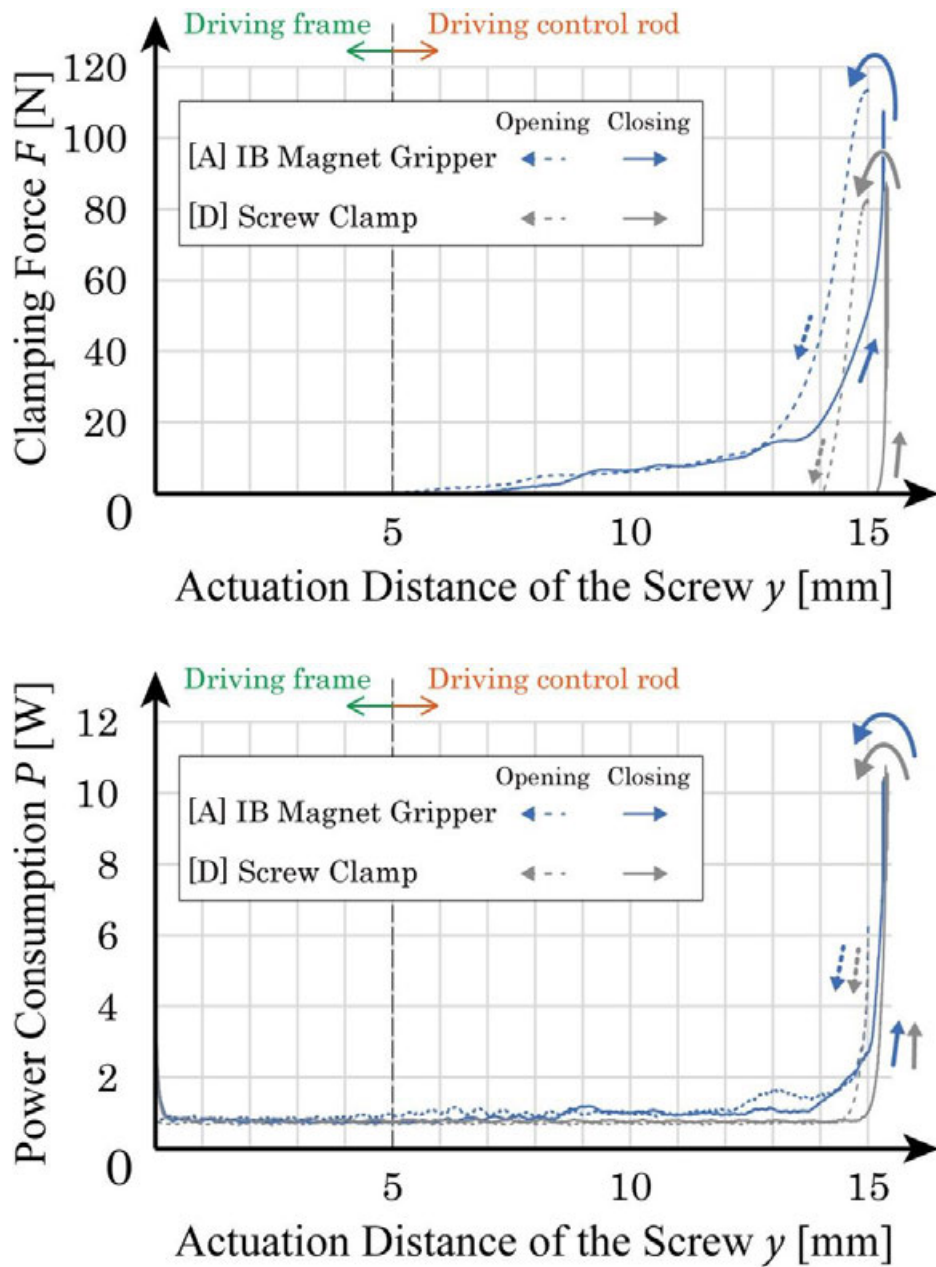 Driving frame Driving control rod
Clamping Force F [N]
120
100
80
60
40
20
0
Opening Closing
[A] IB Magnet Gripper
[D] Screw Clamp
5 10 15
Actuation Distance of the Screw y [mm]
Driving frame Driving control rod
Power Consumption P [W]
12
10
8
6
4
2
0
Opening Closing
[A] IB Magnet Gripper
[D] Screw Clamp
5 10 15
Actuation Distance of the Screw y [mm]